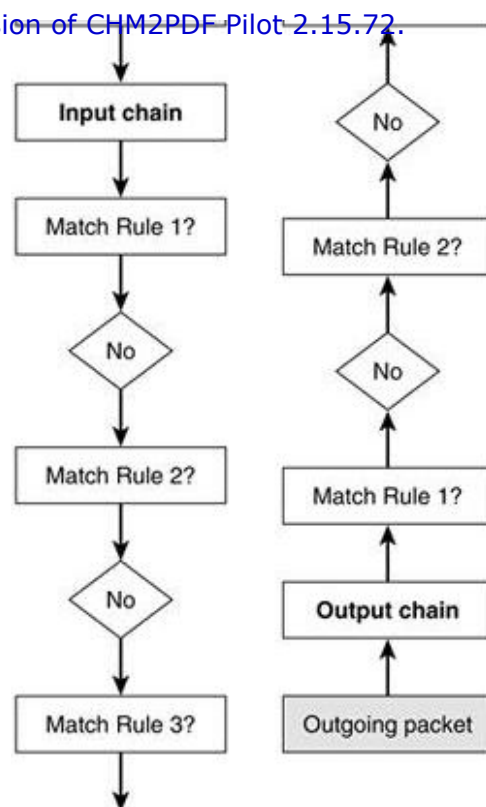 sion of CHM2PDF Pilot 2.15.72.
Input chain
Match Rule 1?
No
Match Rule 2?
No
Match Rule 3?
No
Match Rule 2?
No
Match Rule 1?
Output chain
Outgoing packet